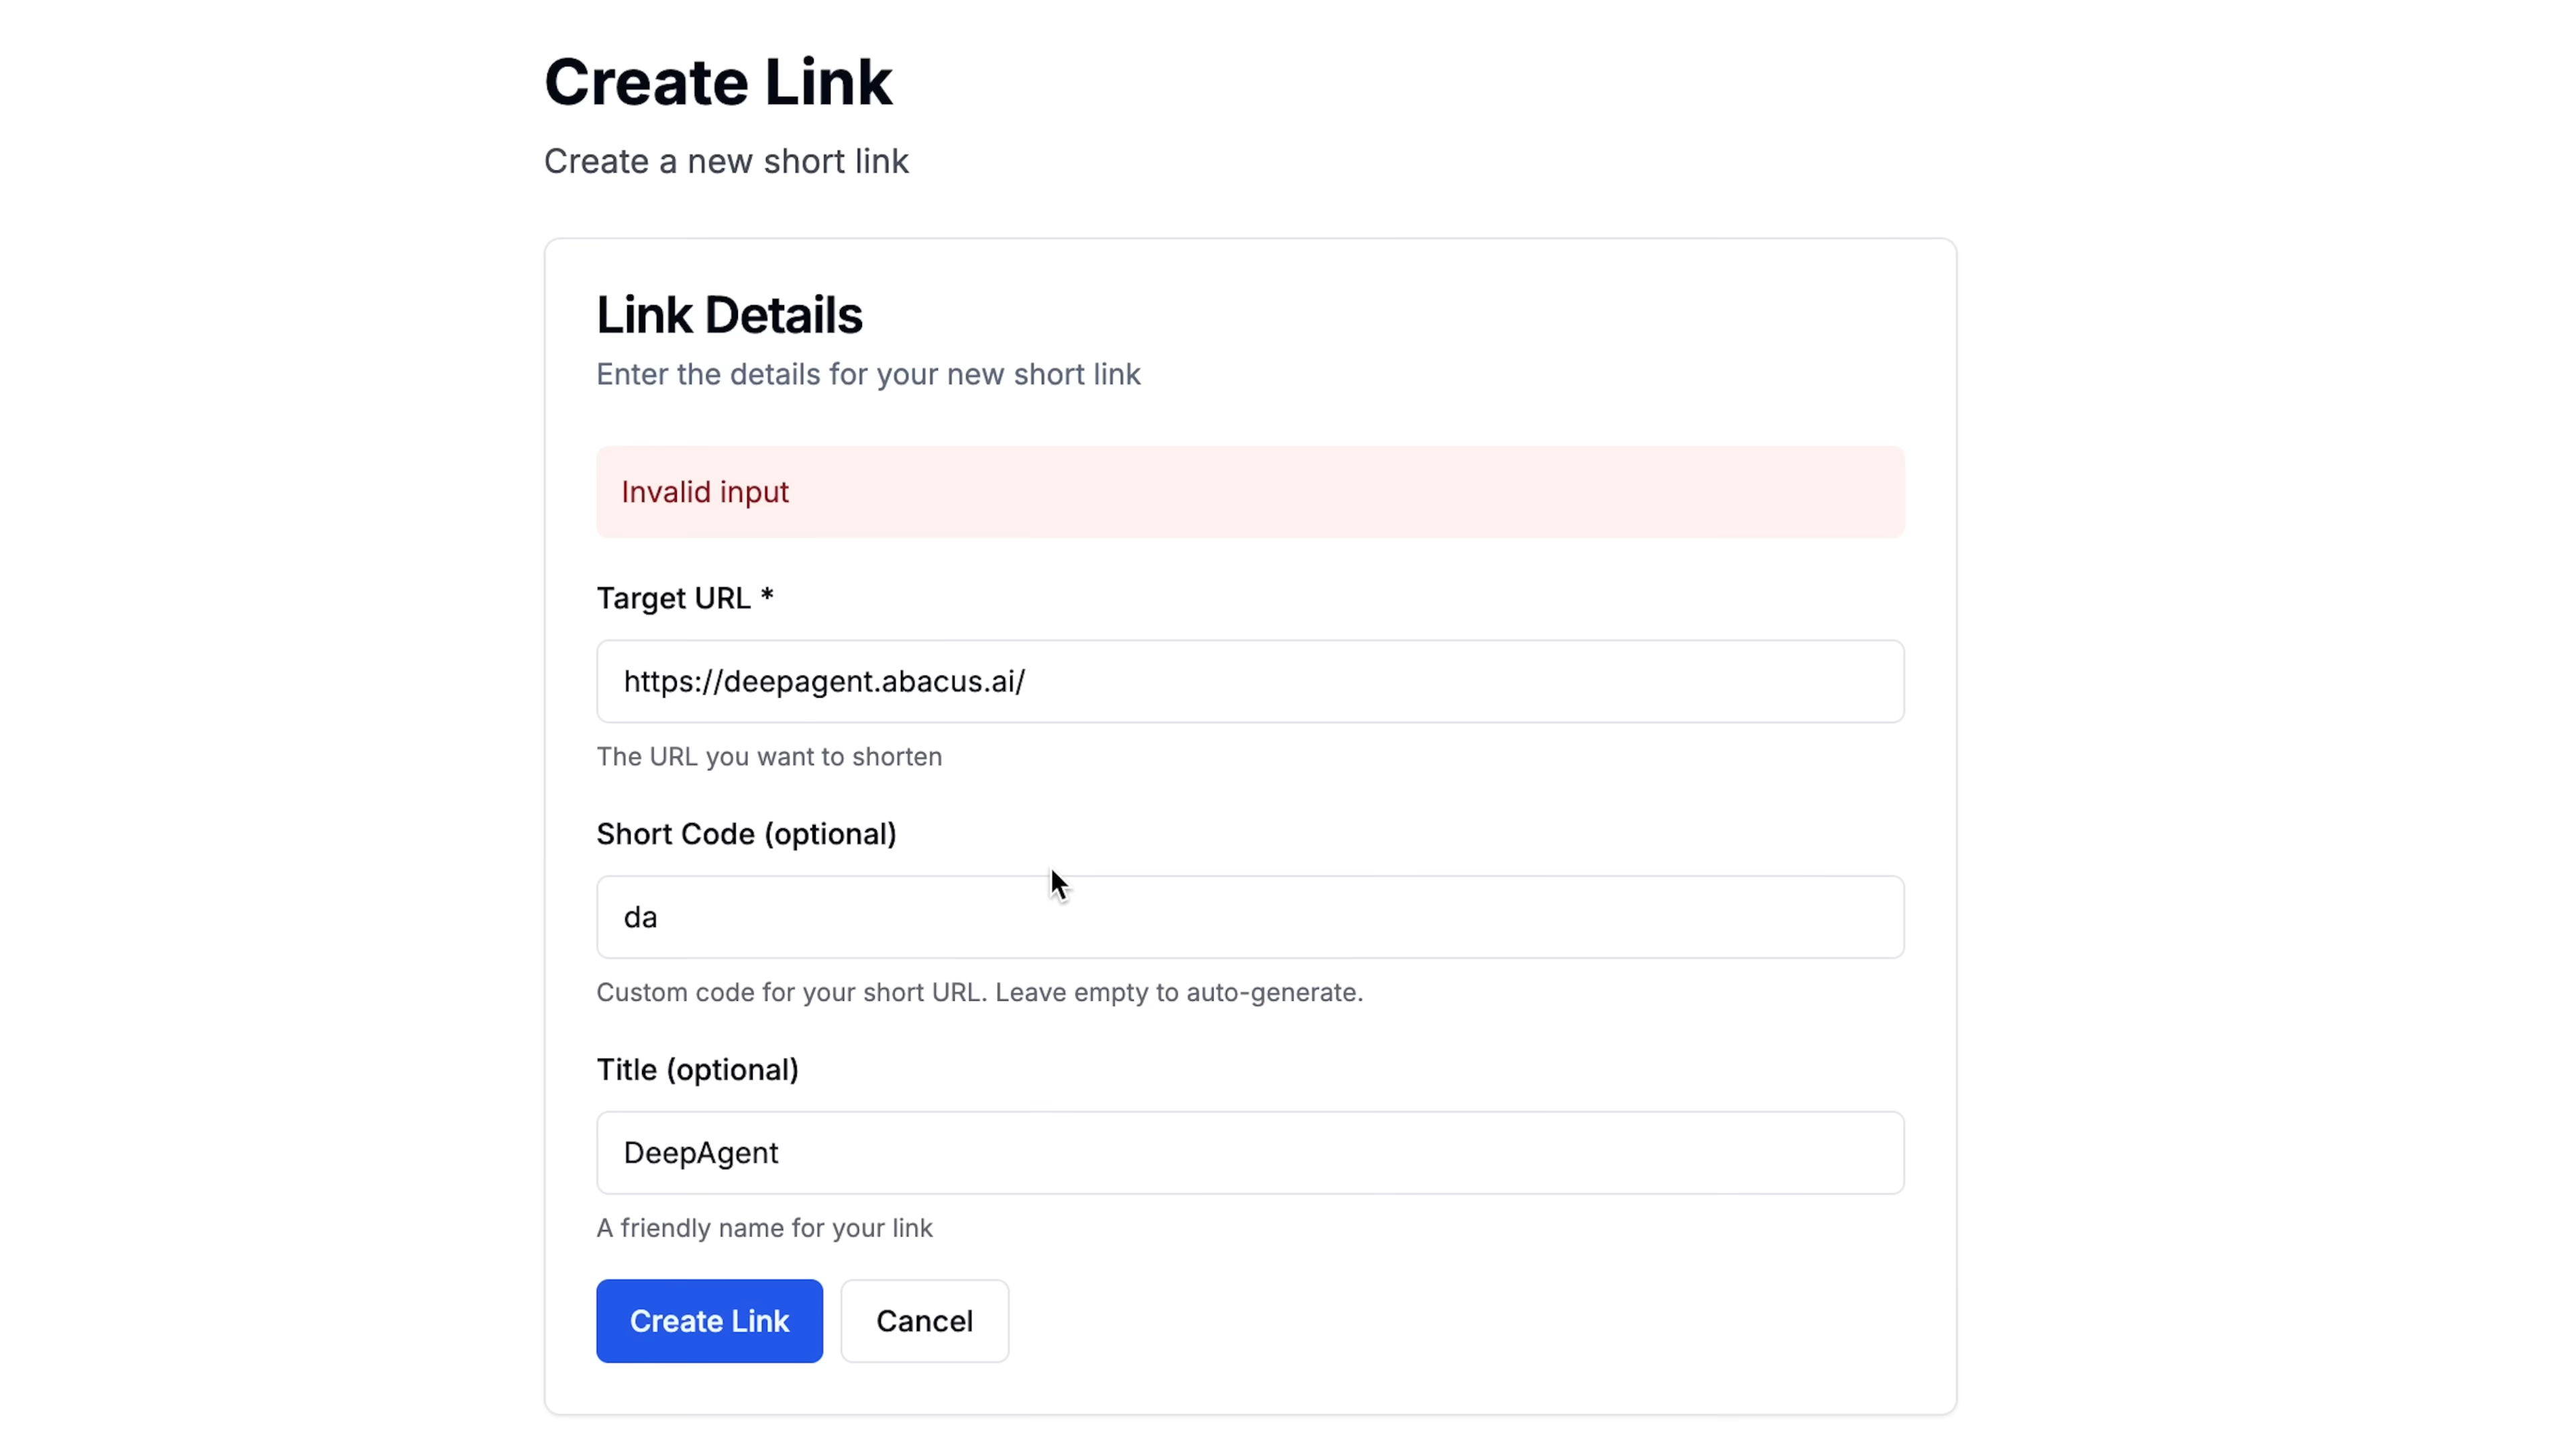 Create Link
Create a new short link
Link Details
Enter the details for your new short link
Invalid input
Target URL *
https://deepagent.abacus.ai/
The URL you want to shorten
Short Code (optional)
da
Custom code for your short URL. Leave empty to auto-generate.
Title (optional)
DeepAgent
A friendly name for your link
Create Link
Cancel